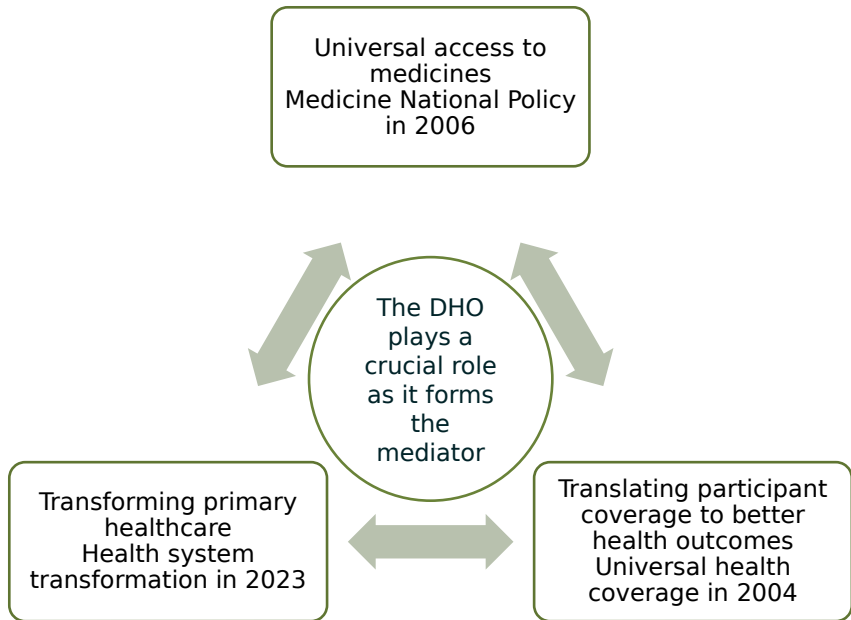 Universal access to
medicines
Medicine National Policy
in 2006
The DHO
plays a
crucial role
as it forms
the
mediator
Transforming primary
healthcare
Health system
transformation in 2023
Translating participant
coverage to better
health outcomes
Universal health
coverage in 2004